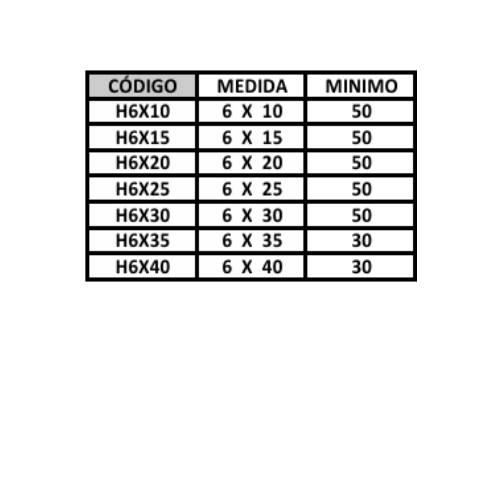 CÓDIGO MEDIDA MINIMO
H6X10 6 X 10 50
H6X15 6 X 15 50
H6X20 6 X 20 50
H6X25 6 X 25 50
H6X30 6 X 30 50
H6X35 6 X 35 30
H6X40 6 X 40 30